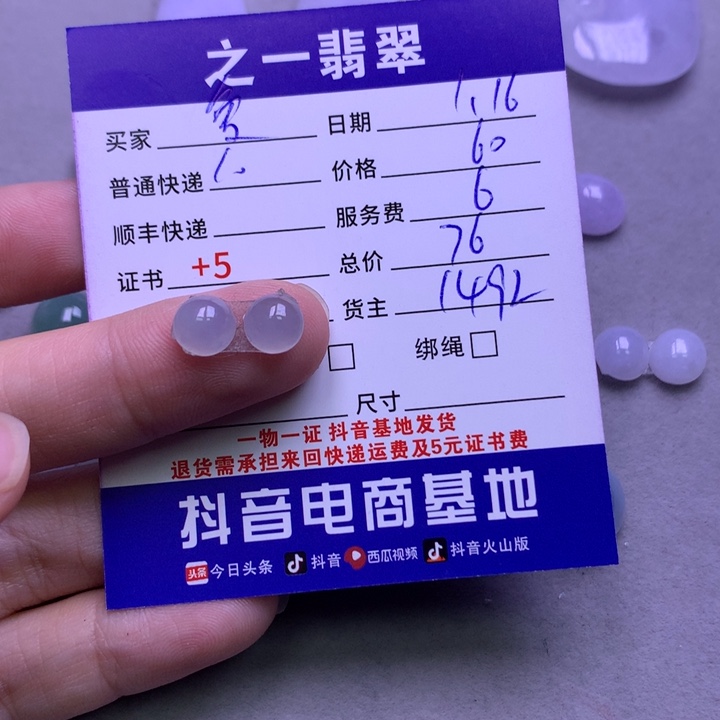 之一翡翠
买家 日期 1.16
普通快递 价格 60
顺丰快递 服务费 6
证书 +5 总价 76
货主 1492
绑绳
尺寸
一物一证 抖音基地发货
退货需承担来回快递运费及5元证书费
抖音电商基地
头条 今日头条 抖音 西瓜视频 抖音火山版